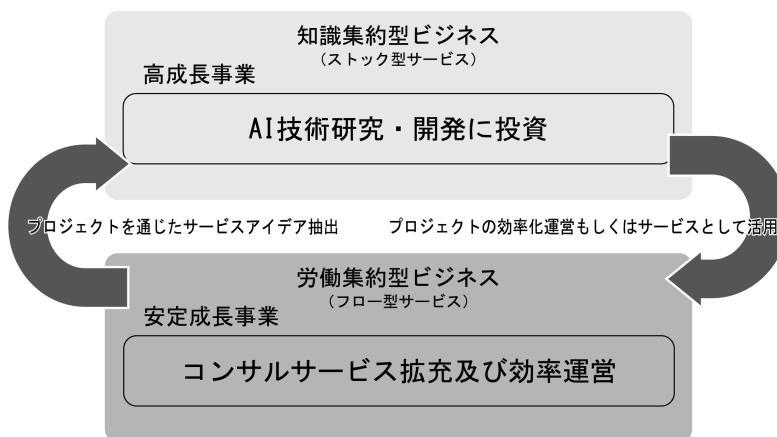 知識集約型ビジネス
（ストック型サービス）
高成長事業
AI技術研究・開発に投資
プロジェクトを通じたサービスアイデア抽出
プロジェクトの効率化運営もしくはサービスとして活用
労働集約型ビジネス
（フロー型サービス）
安定成長事業
コンサルサービス拡充及び効率運営